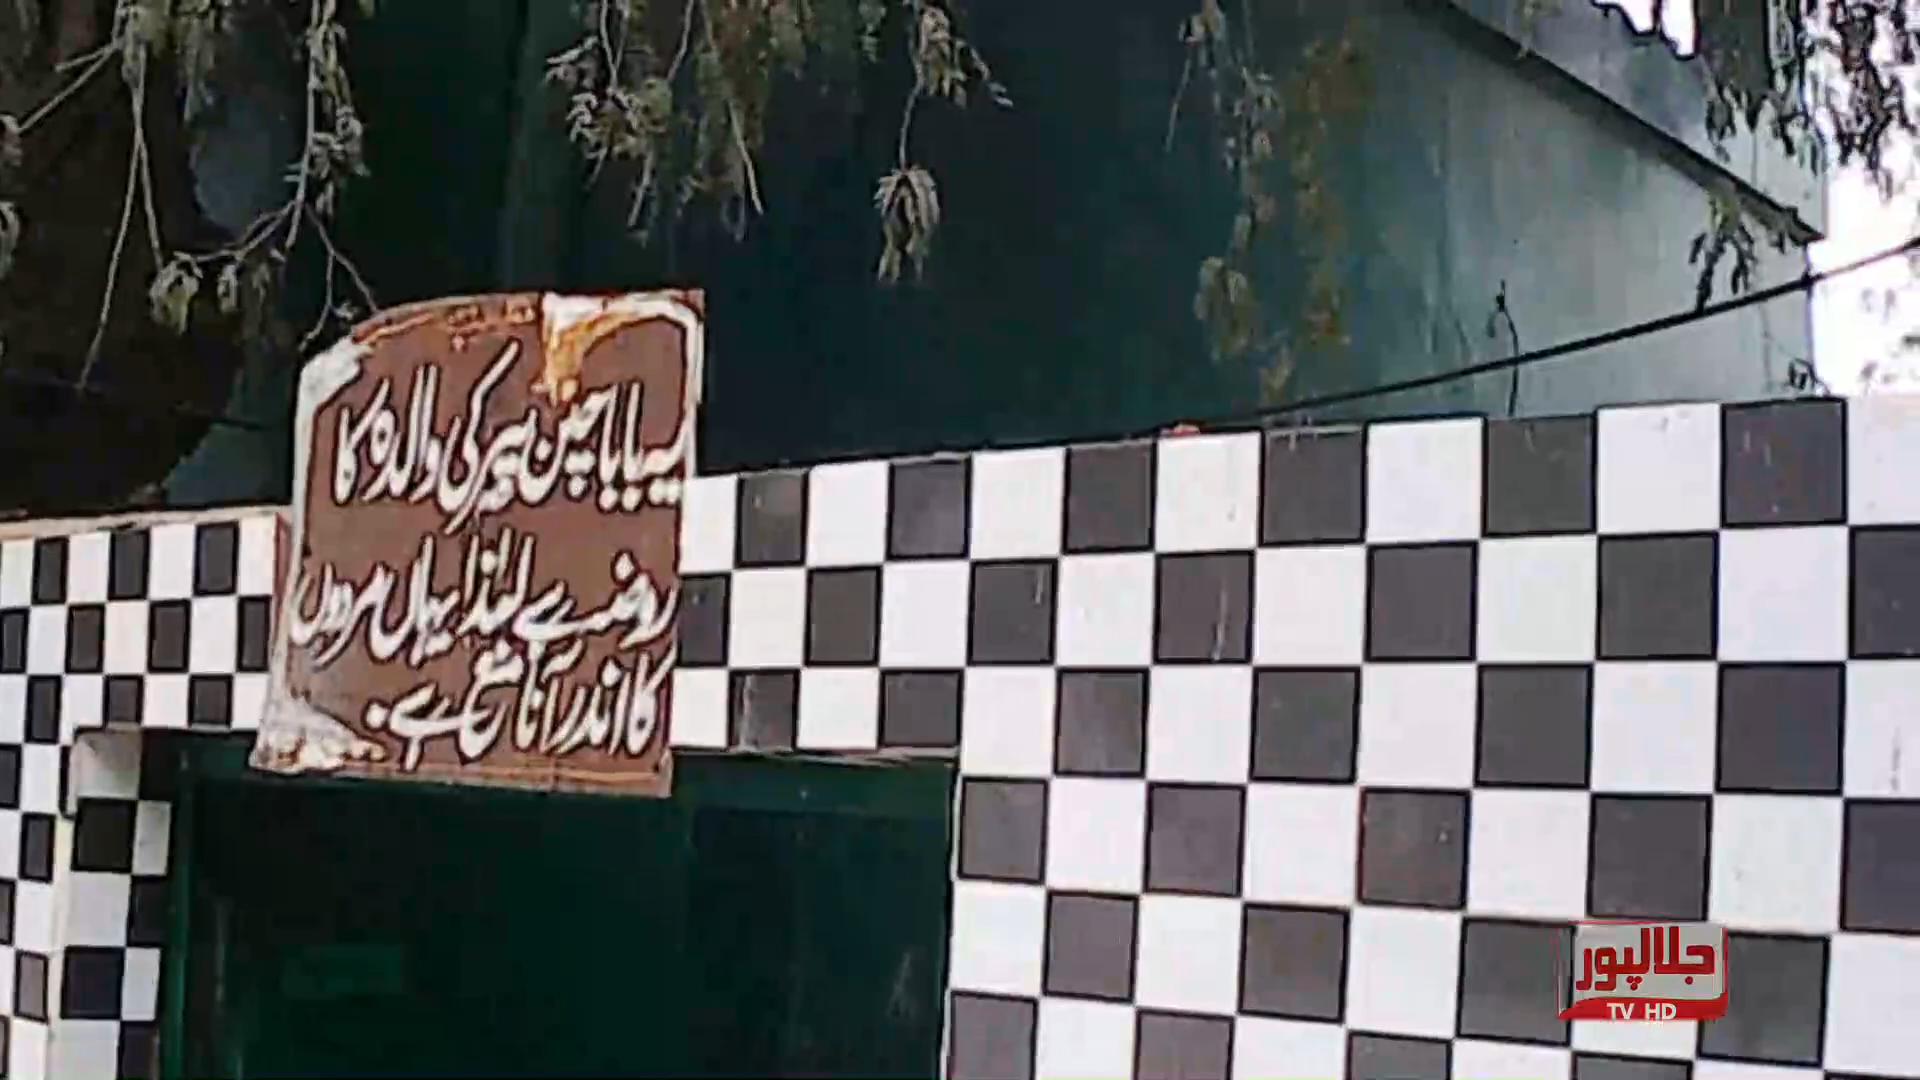 یہ بابا چنن پیر کی والدہ کا
روضہ ہے لہٰذا یہاں مردوں
کا اندر آنا منع ہے۔
جلالپور
TV HD